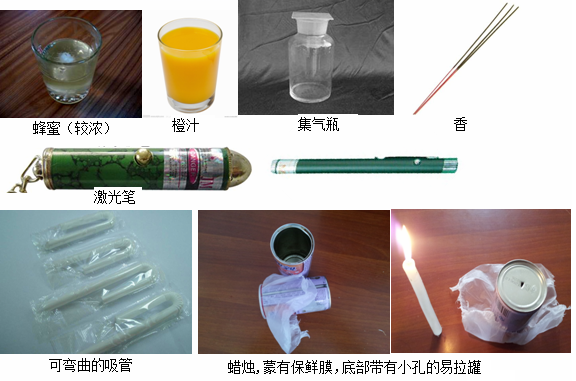 蜂蜜（较浓）
橙汁
集气瓶
香
激光笔
可弯曲的吸管
蜡烛,蒙有保鲜膜,底部带有小孔的易拉罐